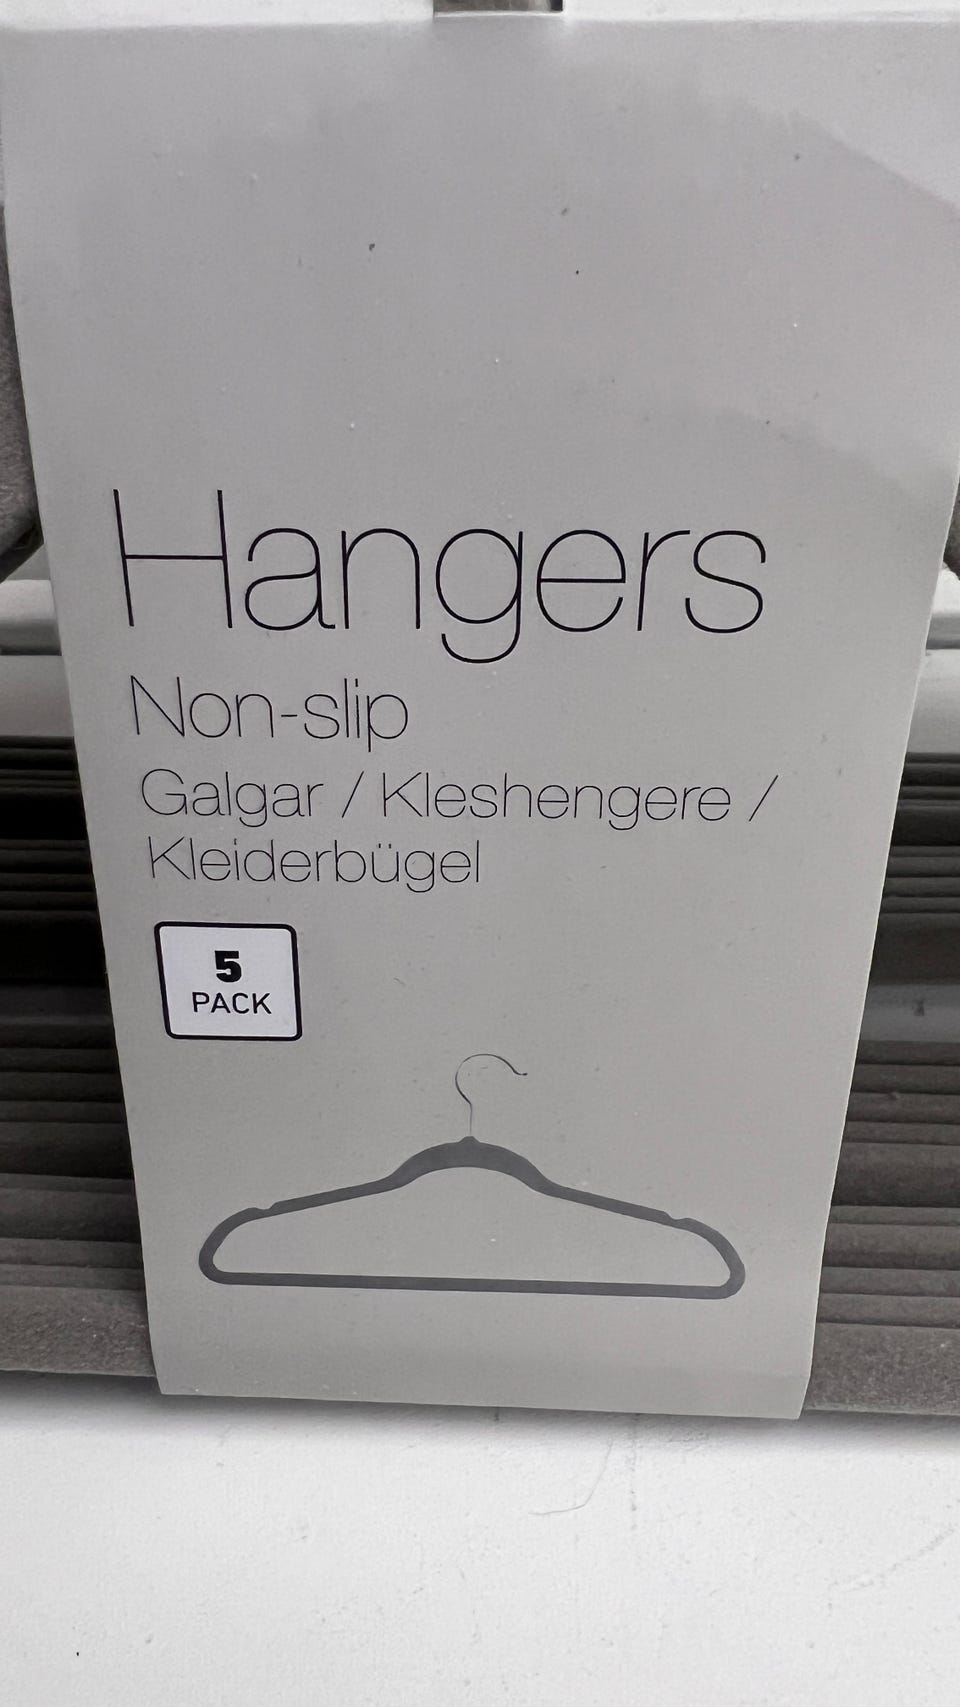 Hangers
Non-slip
Galgar / Kleshengere /
Kleiderbügel
5
PACK